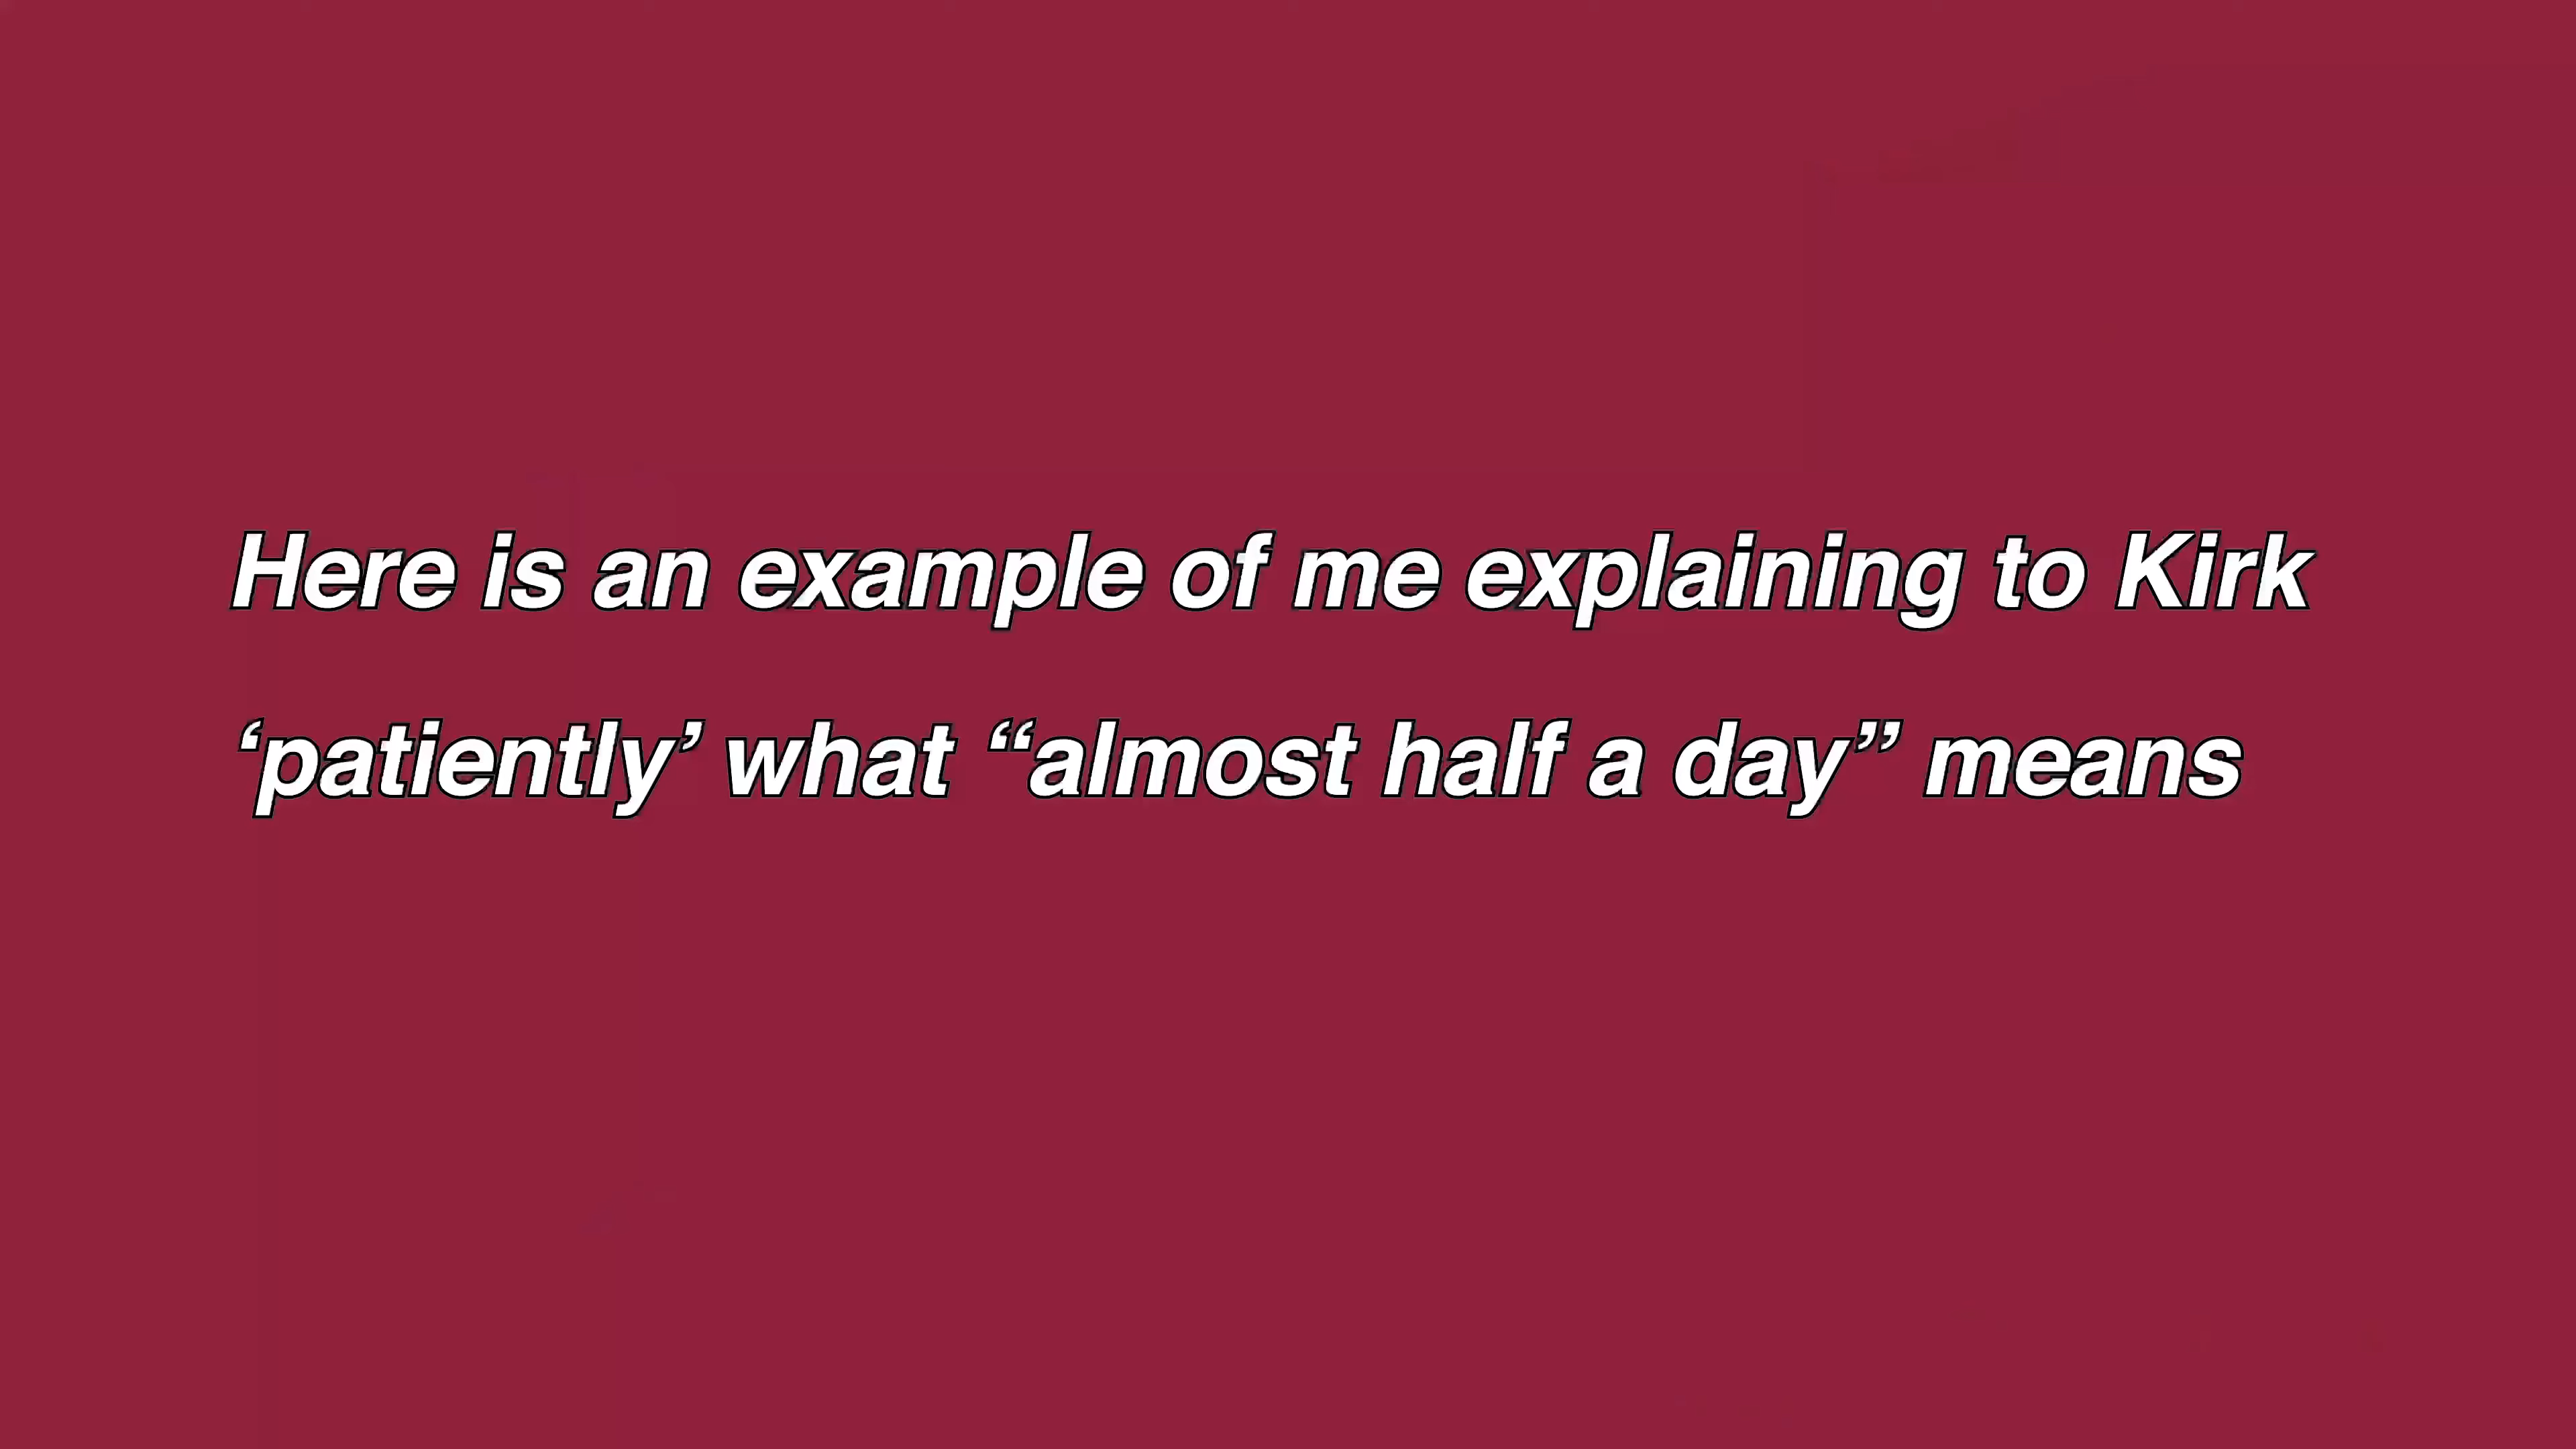 Here is an example of me explaining to Kirk
‘patiently’ what “almost half a day” means